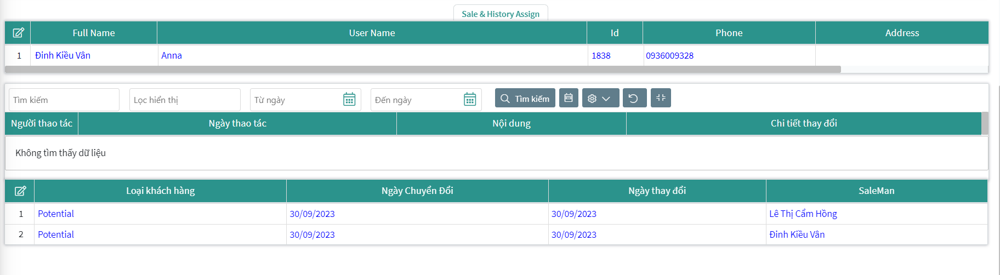 Sale & History Assign
Full Name User Name Id Phone Address
1 Đinh Kiều Vân Anna 1838 0936009328
Tìm kiếm Lọc hiển thị Từ ngày Đến ngày Tìm kiếm
Người thao tác Ngày thao tác Nội dung Chi tiết thay đổi
Không tìm thấy dữ liệu
Loại khách hàng Ngày Chuyển Đổi Ngày thay đổi SaleMan
1 Potential 30/09/2023 30/09/2023 Lê Thị Cẩm Hồng
2 Potential 30/09/2023 30/09/2023 Đinh Kiều Vân